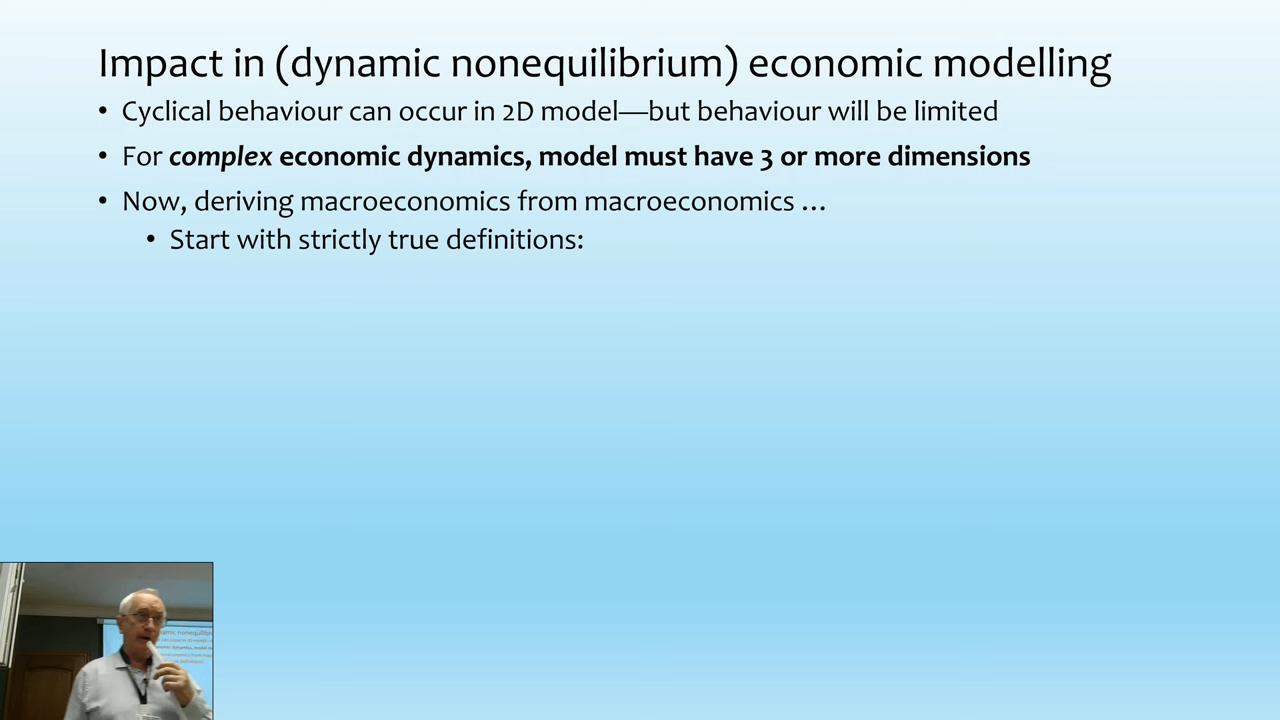 Impact in (dynamic nonequilibrium) economic modelling
• Cyclical behaviour can occur in 2D model—but behaviour will be limited
• For complex economic dynamics, model must have 3 or more dimensions
• Now, deriving macroeconomics from macroeconomics …
• Start with strictly true definitions: